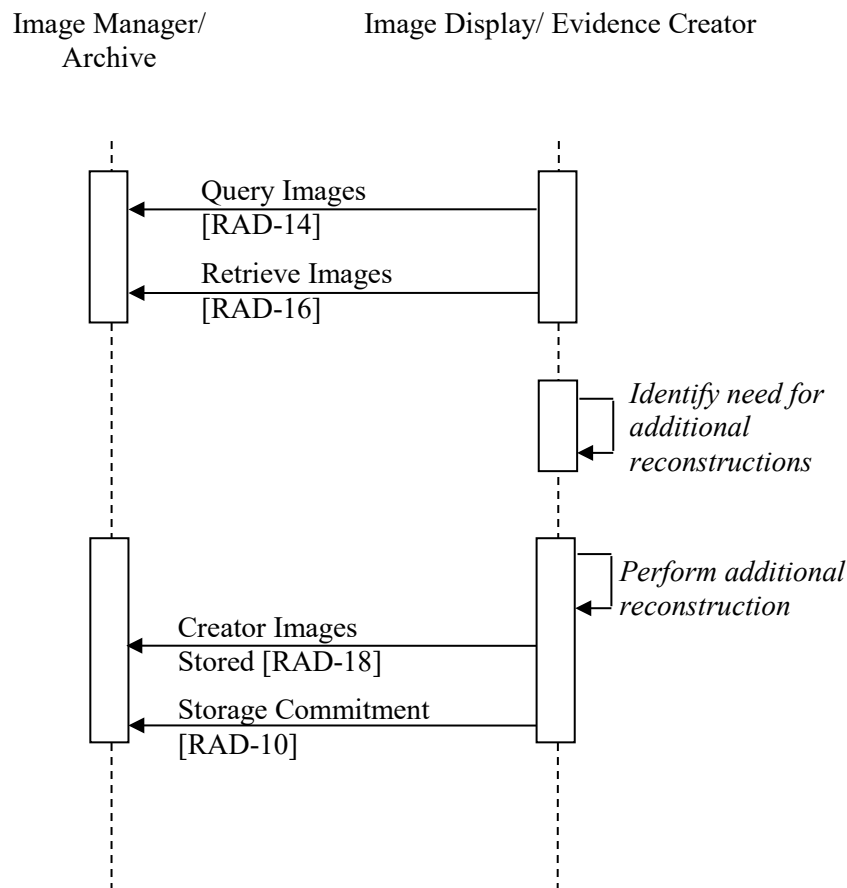 Image Manager/
Archive
Image Display/ Evidence Creator
Query Images
[RAD-14]
Retrieve Images
[RAD-16]
Identify need for
additional
reconstructions
Perform additional
reconstruction
Creator Images
Stored [RAD-18]
Storage Commitment
[RAD-10]